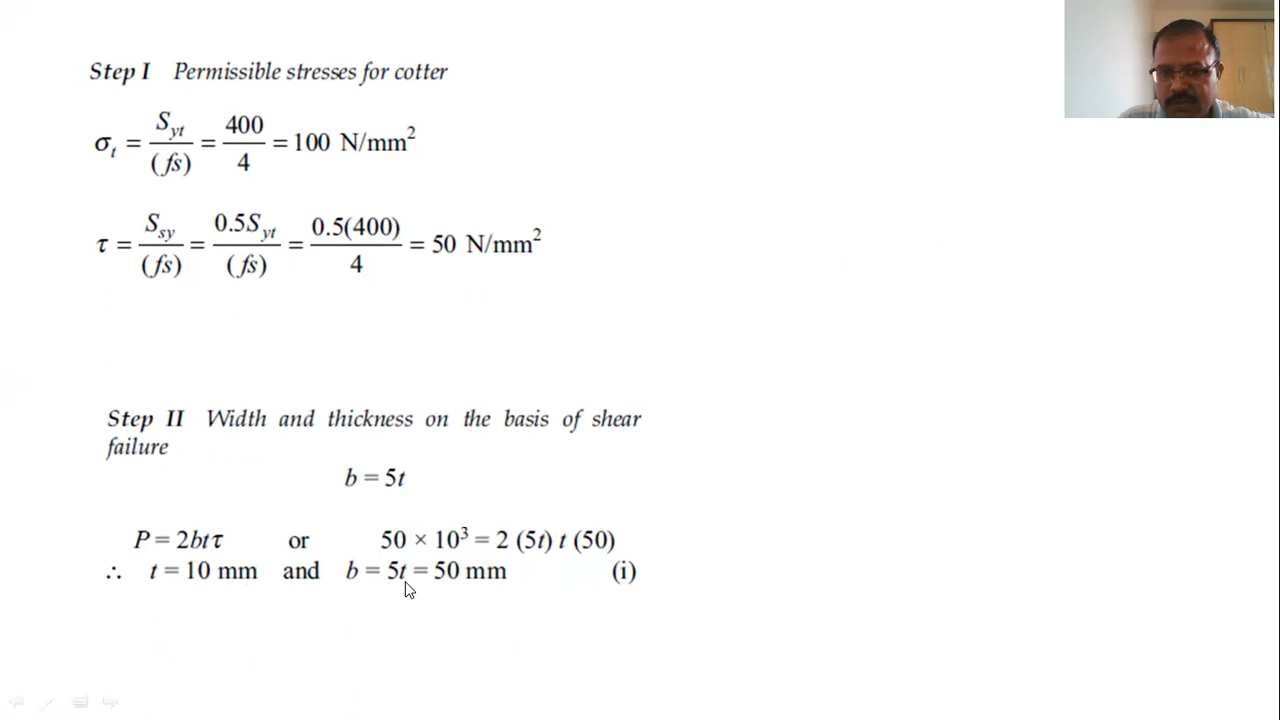 Step I Permissible stresses for cotter
σt = Syt/(fs) = 400/4 = 100 N/mm²
τ = Ssy/(fs) = 0.5Syt/(fs) = 0.5(400)/4 = 50 N/mm²
Step II Width and thickness on the basis of shear
failure
b = 5t
P = 2btτ or 50 × 10³ = 2 (5t) t (50)
∴ t = 10 mm and b = 5t = 50 mm (i)